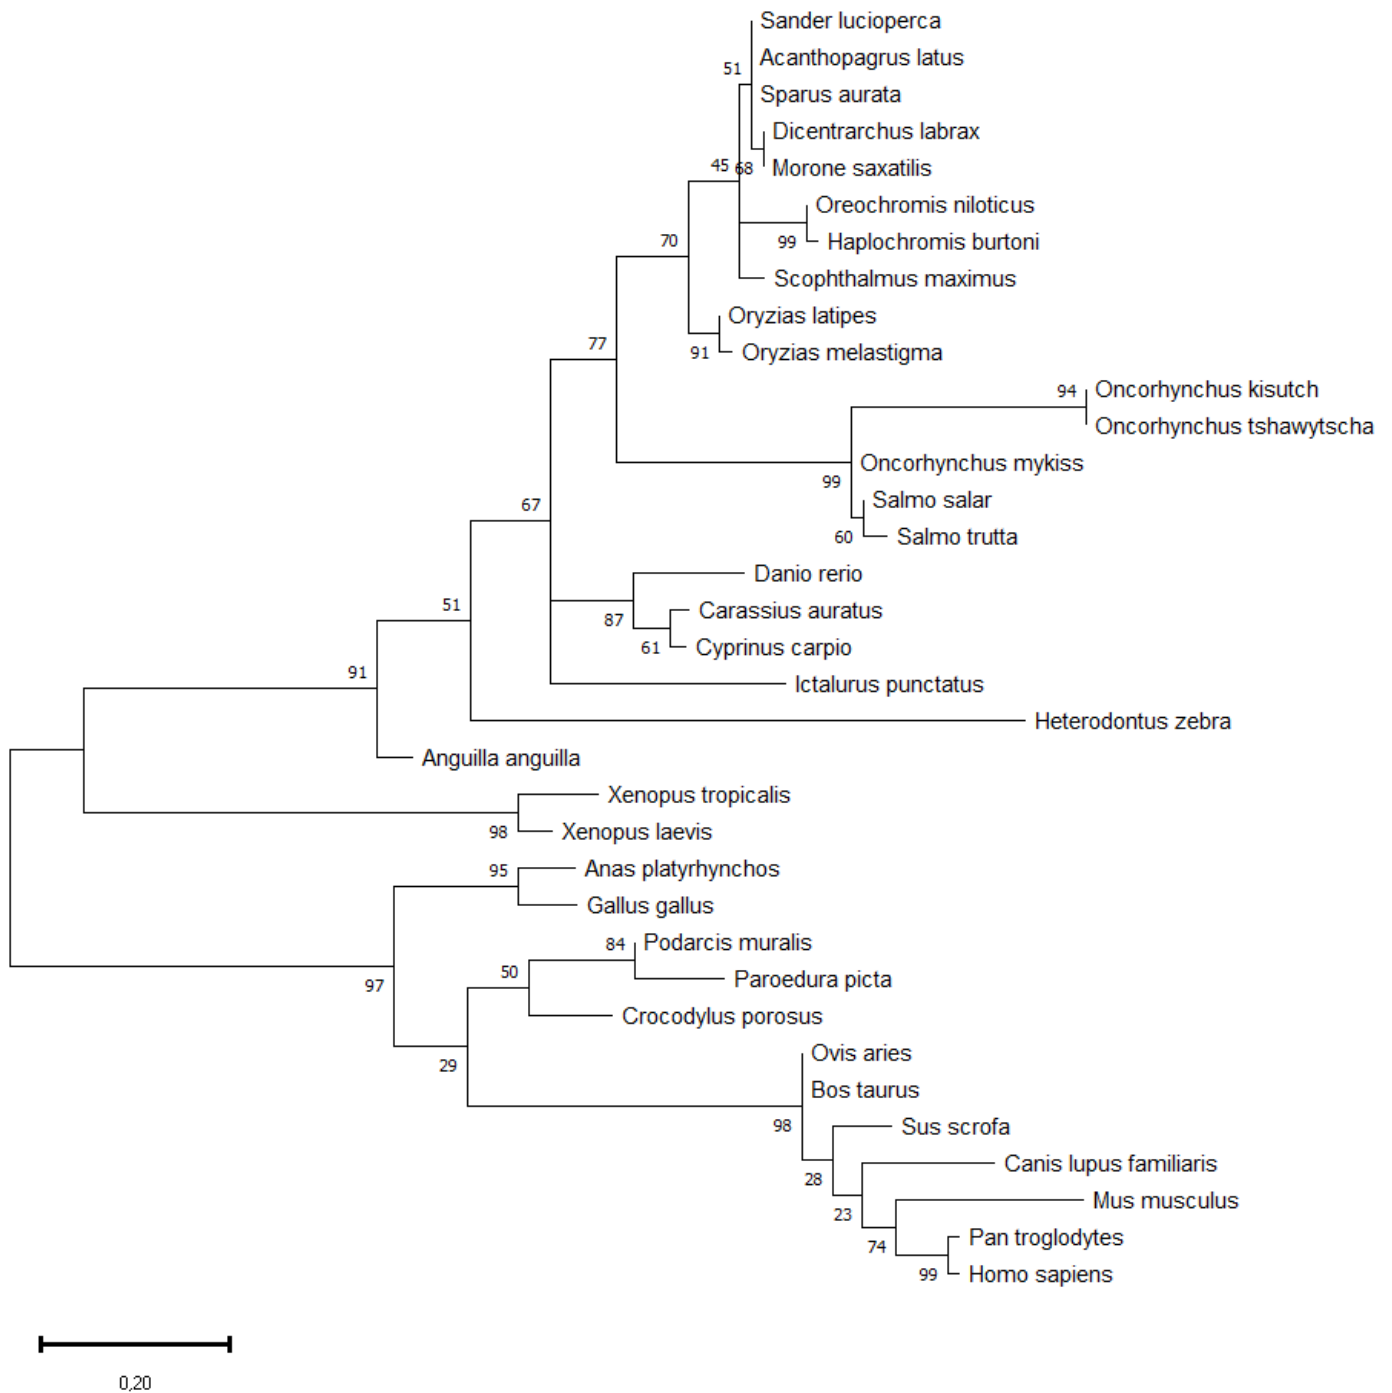 Sander lucioperca
Acanthopagrus latus
51
Sparus aurata
Dicentrarchus labrax
45 68 Morone saxatilis
Oreochromis niloticus
99 Haplochromis burtoni
70
Scophthalmus maximus
Oryzias latipes
77
91 Oryzias melastigma
94 Oncorhynchus kisutch
Oncorhynchus tshawytscha
Oncorhynchus mykiss
99
Salmo salar
67
60 Salmo trutta
Danio rerio
51
Carassius auratus
87
61 Cyprinus carpio
91
Ictalurus punctatus
Heterodontus zebra
Anguilla anguilla
Xenopus tropicalis
98 Xenopus laevis
95 Anas platyrhynchos
Gallus gallus
84 Podarcis muralis
50
Paroedura picta
97
Crocodylus porosus
Ovis aries
29
Bos taurus
98 Sus scrofa
Canis lupus familiaris
28
Mus musculus
23
Pan troglodytes
74
99 Homo sapiens
0,20